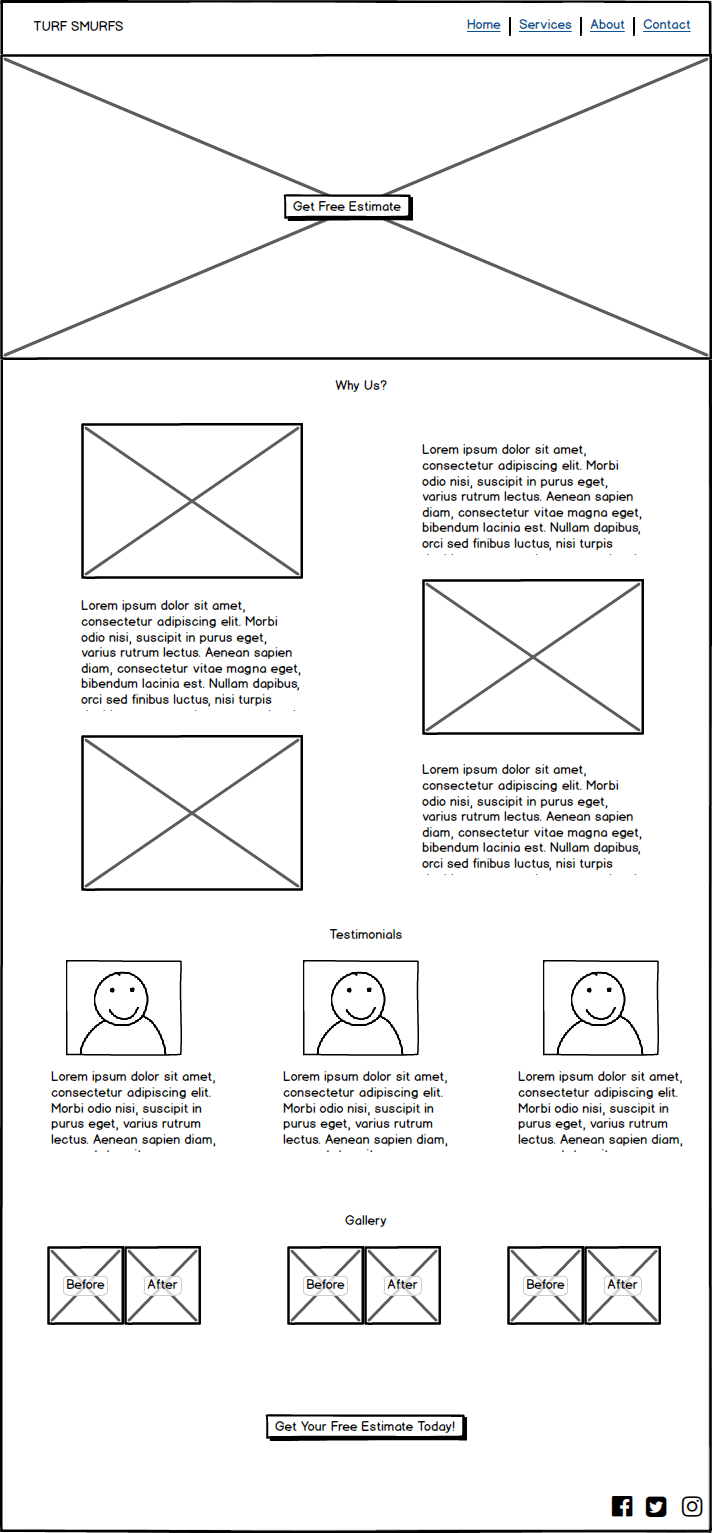 TURF SMURFS
Home | Services | About | Contact
Get Free Estimate
Why Us?
Lorem ipsum dolor sit amet,
consectetur adipiscing elit. Morbi
odio nisi, suscipit in purus eget,
varius rutrum lectus. Aenean sapien
diam, consectetur vitae magna eget,
bibendum lacinia est. Nullam dapibus,
orci sed finibus luctus, nisi turpis
Lorem ipsum dolor sit amet,
consectetur adipiscing elit. Morbi
odio nisi, suscipit in purus eget,
varius rutrum lectus. Aenean sapien
diam, consectetur vitae magna eget,
bibendum lacinia est. Nullam dapibus,
orci sed finibus luctus, nisi turpis
Lorem ipsum dolor sit amet,
consectetur adipiscing elit. Morbi
odio nisi, suscipit in purus eget,
varius rutrum lectus. Aenean sapien
diam, consectetur vitae magna eget,
bibendum lacinia est. Nullam dapibus,
orci sed finibus luctus, nisi turpis
Testimonials
Lorem ipsum dolor sit amet,
consectetur adipiscing elit.
Morbi odio nisi, suscipit in
purus eget, varius rutrum
lectus. Aenean sapien diam,
Lorem ipsum dolor sit amet,
consectetur adipiscing elit.
Morbi odio nisi, suscipit in
purus eget, varius rutrum
lectus. Aenean sapien diam,
Lorem ipsum dolor sit amet,
consectetur adipiscing elit.
Morbi odio nisi, suscipit in
purus eget, varius rutrum
lectus. Aenean sapien diam,
Gallery
Before After Before After Before After
Get Your Free Estimate Today!